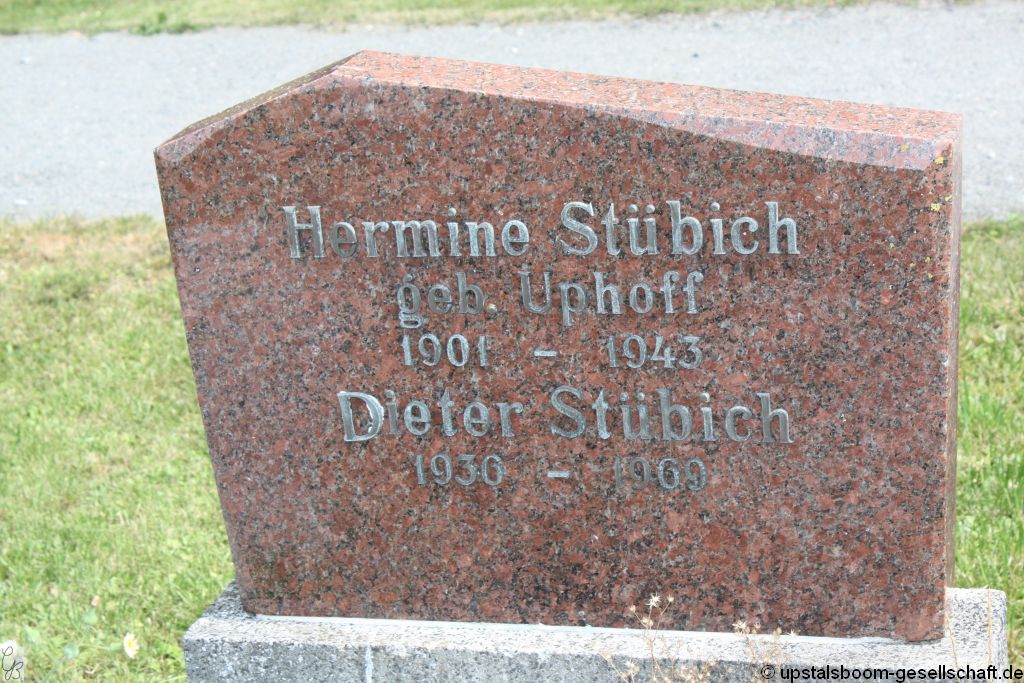 Hermine Stübich
geb. Uphoff
1901 – 1943
Dieter Stübich
1930 – 1969
© upstalsboom-gesellschaft.de